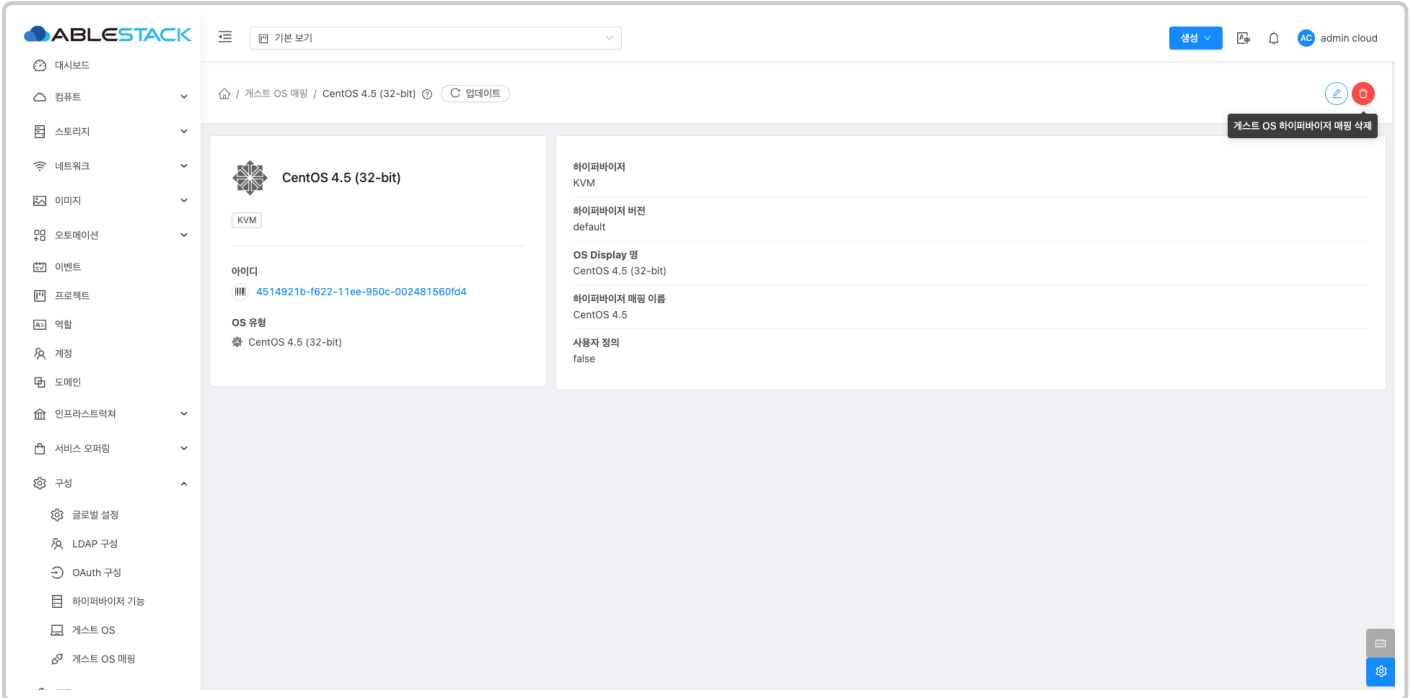 ABLESTACK
기본 보기
생성
AC
admin cloud
대시보드
컴퓨트
스토리지
네트워크
이미지
오토메이션
이벤트
프로젝트
역할
계정
도메인
인프라스트럭쳐
서비스 오퍼링
구성
글로벌 설정
LDAP 구성
OAuth 구성
하이퍼바이저 기능
게스트 OS
게스트 OS 매핑
/ 게스트 OS 매핑 / CentOS 4.5 (32-bit)
업데이트
게스트 OS 하이퍼바이저 매핑 삭제
CentOS 4.5 (32-bit)
KVM
아이디
4514921b-f622-11ee-950c-002481560fd4
OS 유형
CentOS 4.5 (32-bit)
하이퍼바이저
KVM
하이퍼바이저 버전
default
OS Display 명
CentOS 4.5 (32-bit)
하이퍼바이저 매핑 이름
CentOS 4.5
사용자 정의
false